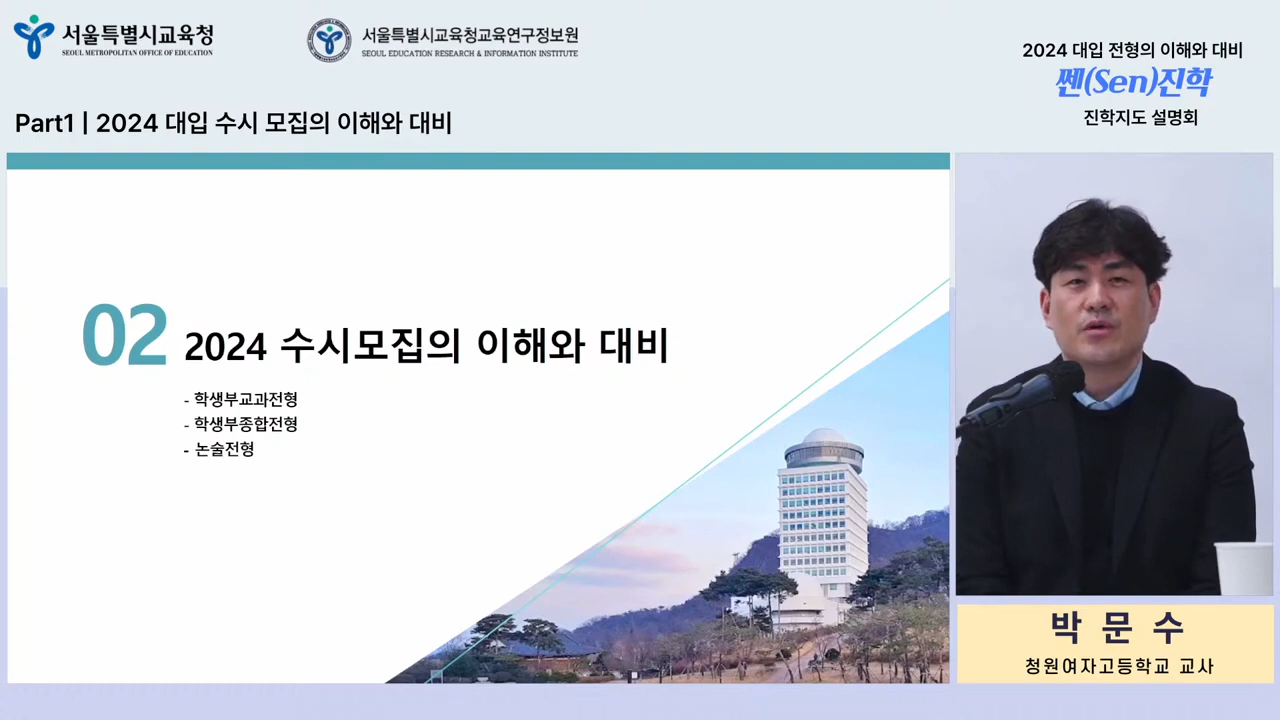 서울특별시교육청
SEOUL METROPOLITAN OFFICE OF EDUCATION
서울특별시교육청교육연구정보원
SEOUL EDUCATION RESEARCH & INFORMATION INSTITUTE
2024 대입 전형의 이해와 대비
쎈(Sen)진학
진학지도 설명회
Part1 | 2024 대입 수시 모집의 이해와 대비
02 2024 수시모집의 이해와 대비
- 학생부교과전형
- 학생부종합전형
- 논술전형
박 문 수
청원여자고등학교 교사